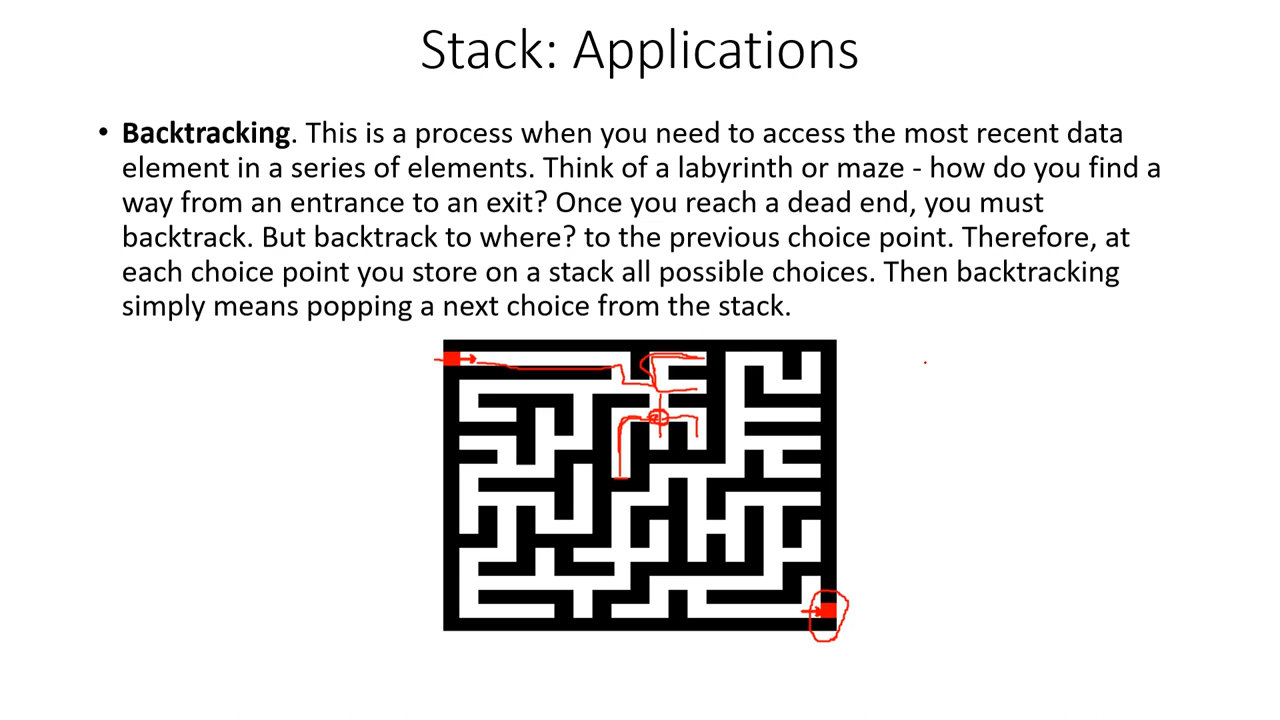 Stack: Applications
• Backtracking. This is a process when you need to access the most recent data
element in a series of elements. Think of a labyrinth or maze - how do you find a
way from an entrance to an exit? Once you reach a dead end, you must
backtrack. But backtrack to where? to the previous choice point. Therefore, at
each choice point you store on a stack all possible choices. Then backtracking
simply means popping a next choice from the stack.